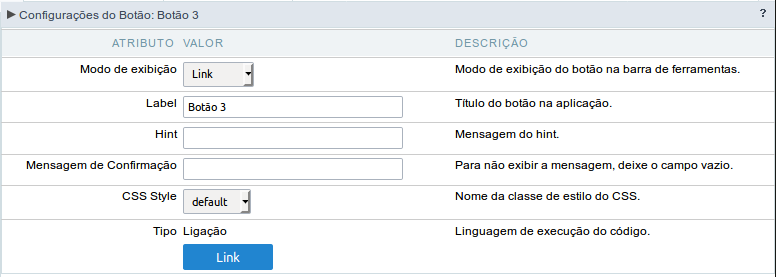 ▶ Configurações do Botão: Botão 3 ?
ATRIBUTO VALOR DESCRIÇÃO
Modo de exibição Link Modo de exibição do botão na barra de ferramentas.
Label Botão 3 Título do botão na aplicação.
Hint Mensagem do hint.
Mensagem de Confirmação Para não exibir a mensagem, deixe o campo vazio.
CSS Style default Nome da classe de estilo do CSS.
Tipo Ligação Linguagem de execução do código.
Link